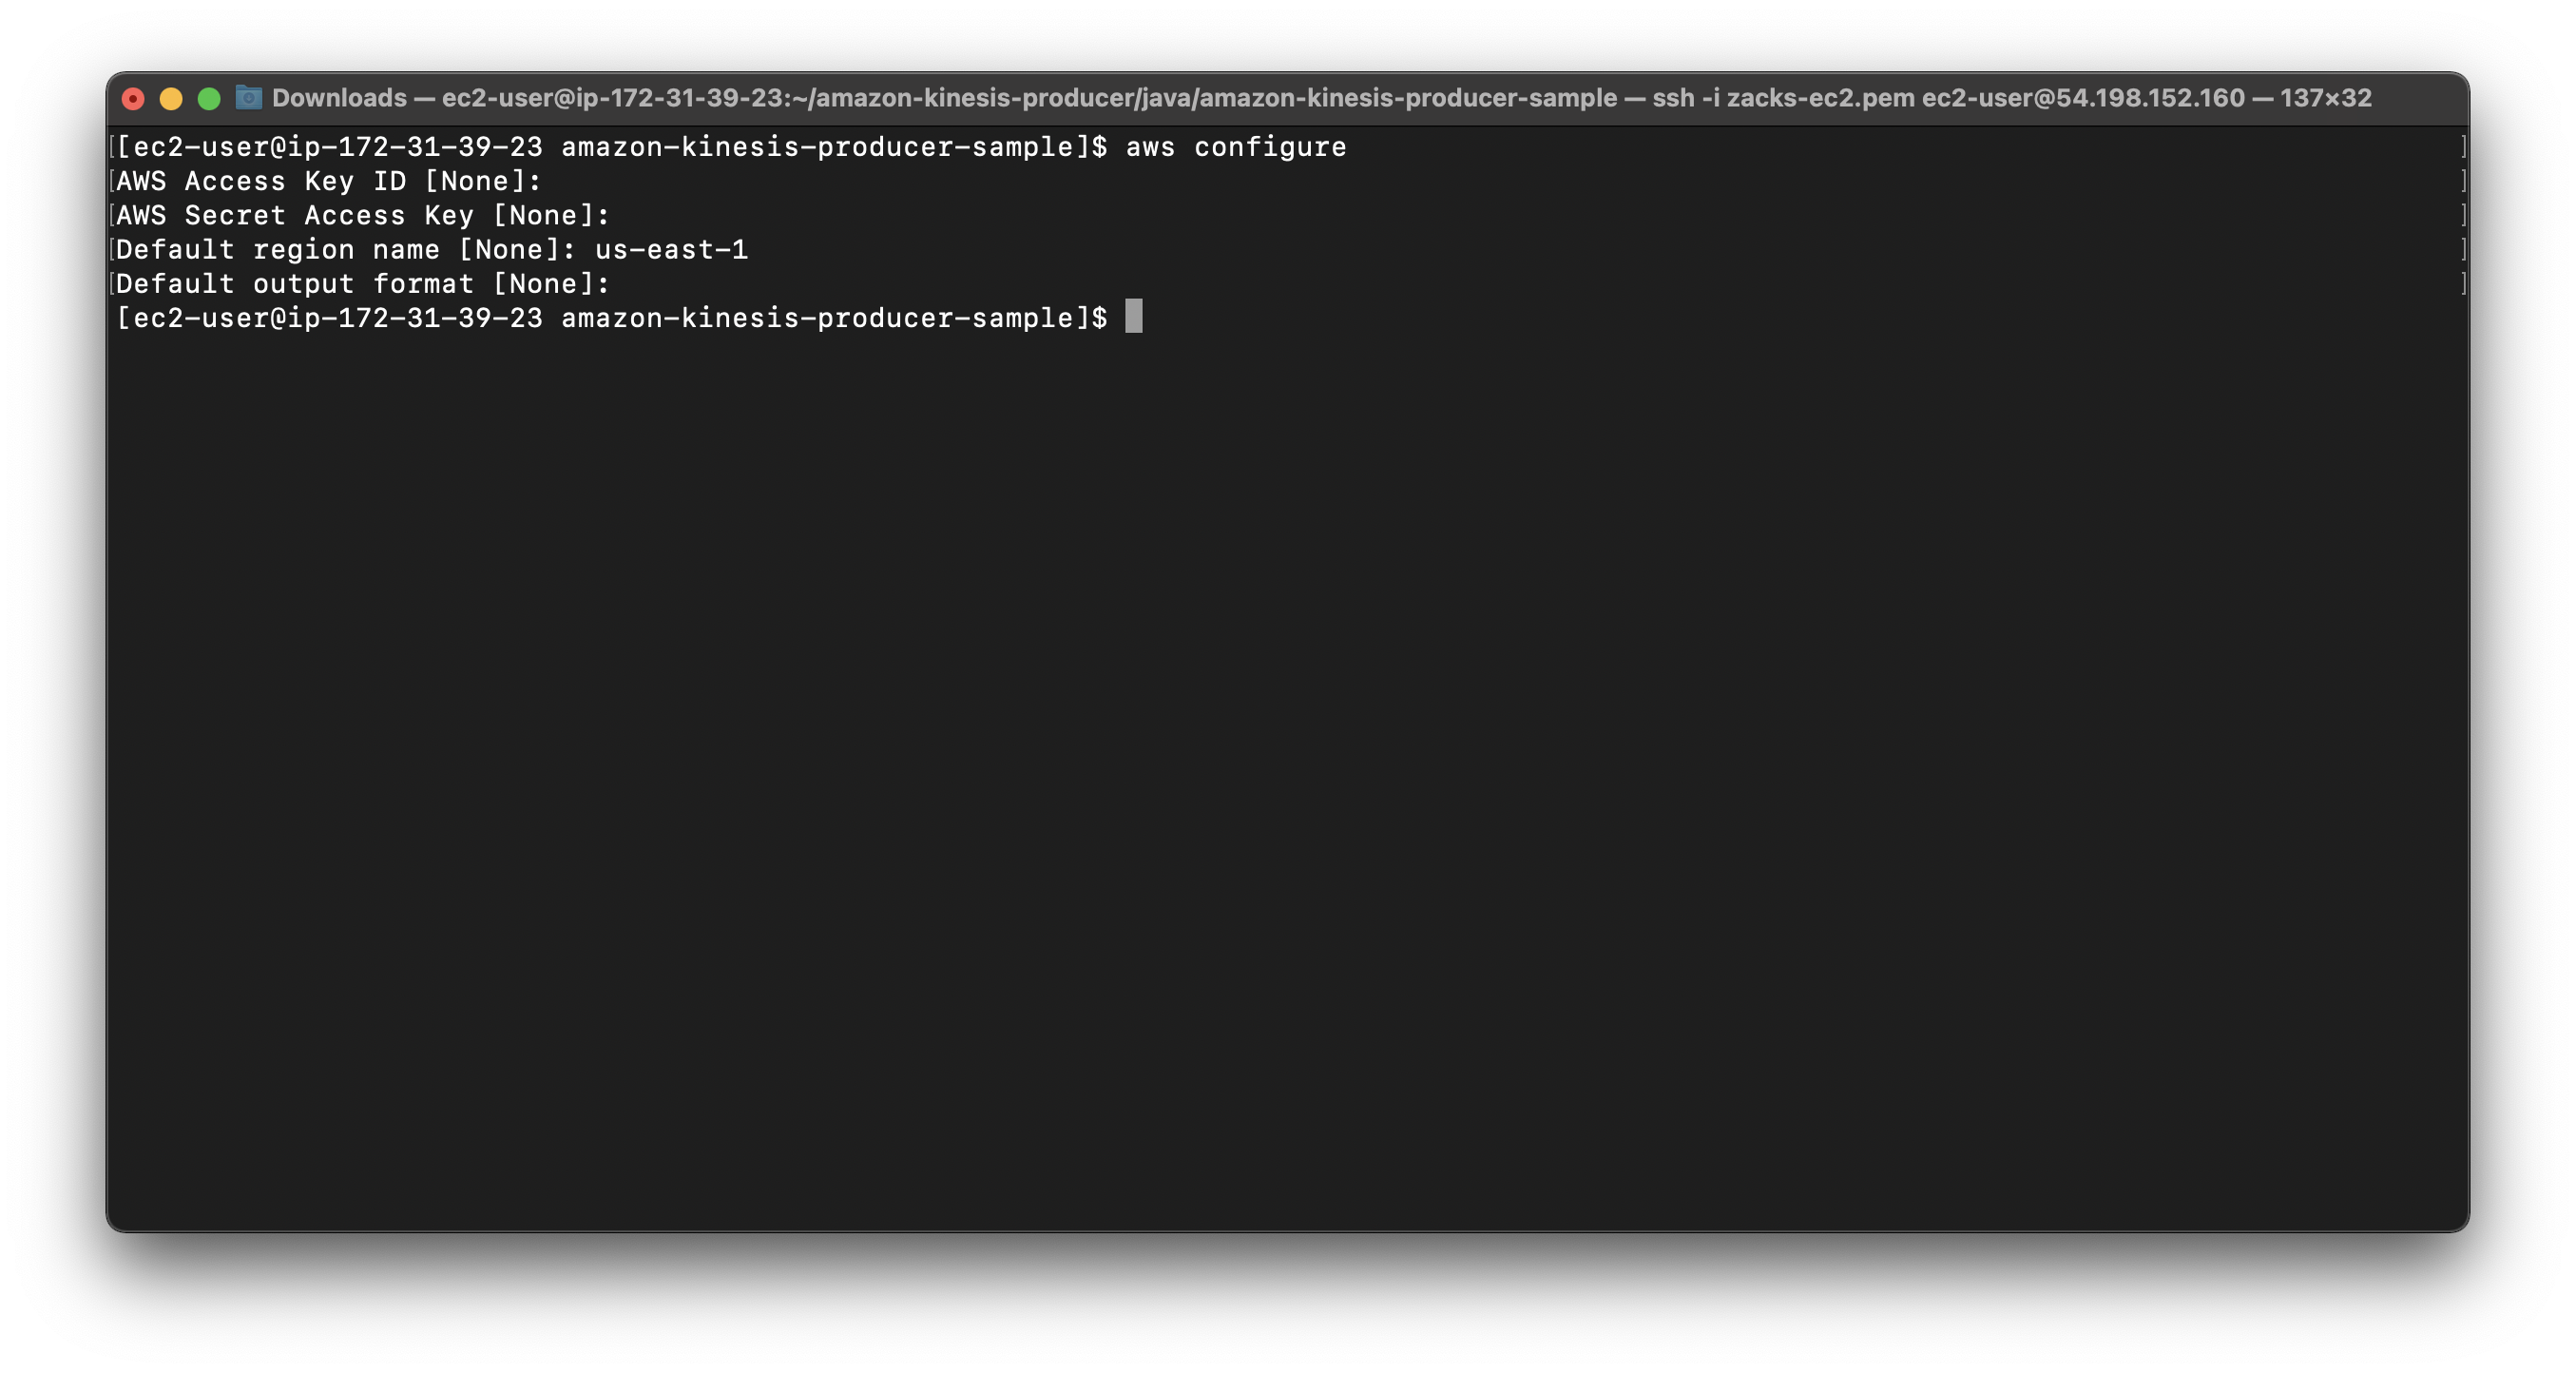 Downloads — ec2-user@ip-172-31-39-23:~/amazon-kinesis-producer/java/amazon-kinesis-producer-sample — ssh -i zacks-ec2.pem ec2-user@54.198.152.160 — 137×32
[[ec2-user@ip-172-31-39-23 amazon-kinesis-producer-sample]$ aws configure ]
[AWS Access Key ID [None]: ]
[AWS Secret Access Key [None]: ]
[Default region name [None]: us-east-1 ]
[Default output format [None]: ]
[ec2-user@ip-172-31-39-23 amazon-kinesis-producer-sample]$